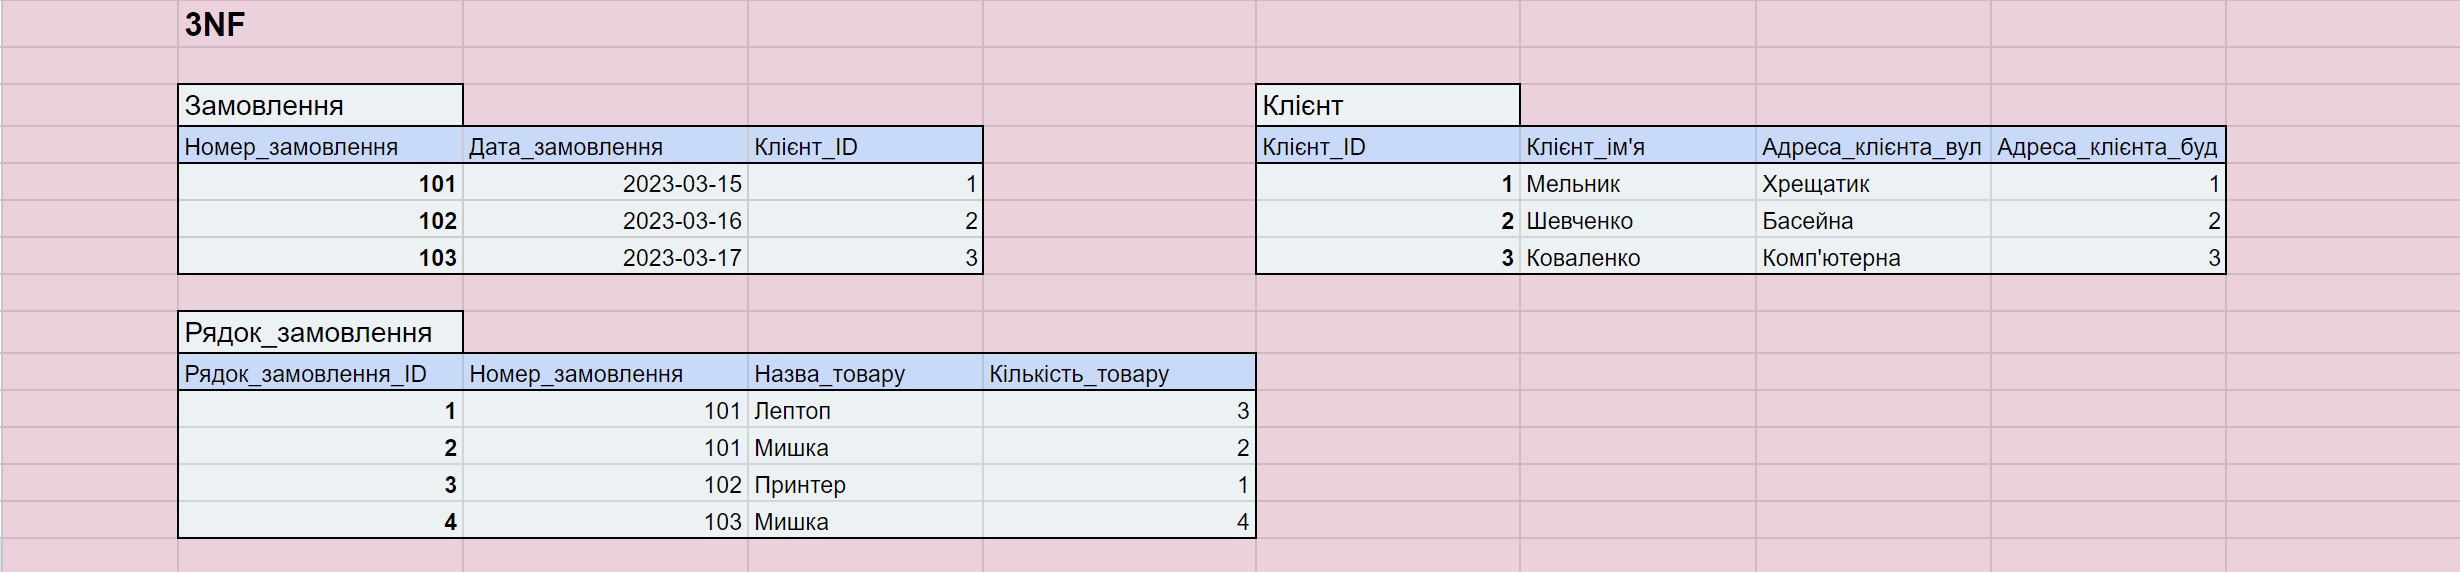 3NF
Замовлення
Номер_замовлення Дата_замовлення Клієнт_ID
101 2023-03-15 1
102 2023-03-16 2
103 2023-03-17 3
Клієнт
Клієнт_ID Клієнт_ім'я Адреса_клієнта_вул Адреса_клієнта_буд
1 Мельник Хрещатик 1
2 Шевченко Басейна 2
3 Коваленко Комп'ютерна 3
Рядок_замовлення
Рядок_замовлення_ID Номер_замовлення Назва_товару Кількість_товару
1 101 Лептоп 3
2 101 Мишка 2
3 102 Принтер 1
4 103 Мишка 4